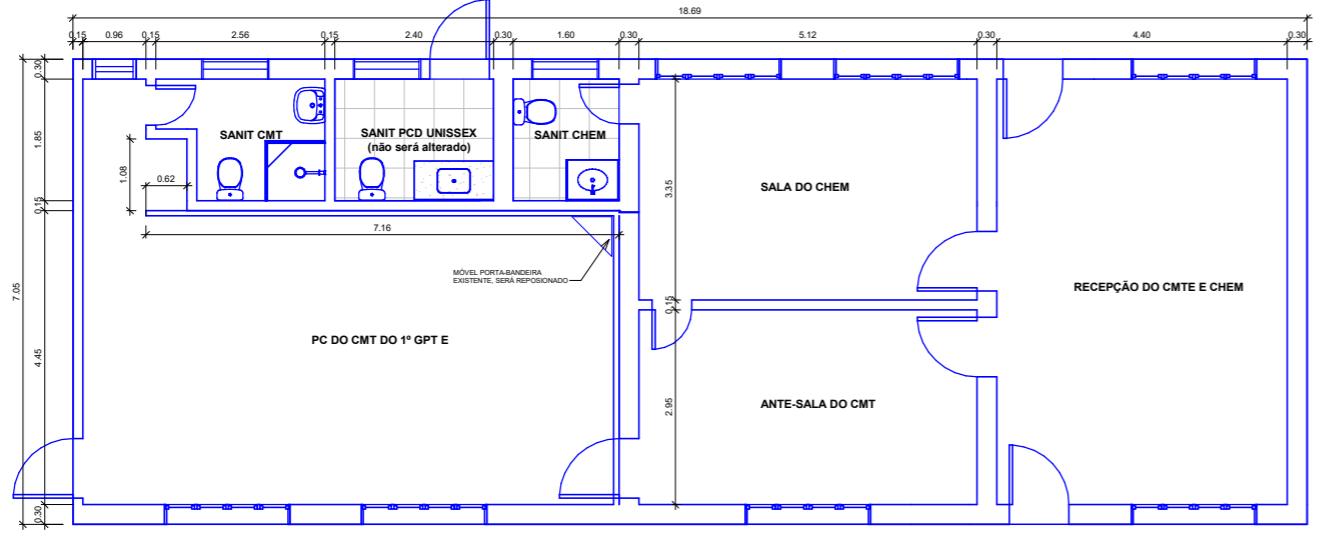 18.69
0.15 0.96 0.15 2.56 0.15 2.40 0.30 1.60 0.30 5.12 0.30 4.40 0.30
0.30
1.85
0.15
7.05
4.45
0.30
SANIT CMT
1.08
0.62
SANIT PCD UNISSEX
(não será alterado)
SANIT CHEM
7.16
MÓVEL PORTA-BANDEIRA
EXISTENTE, SERÁ REPOSIONADO
PC DO CMT DO 1º GPT E
3.35
SALA DO CHEM
0.15
2.95
ANTE-SALA DO CMT
RECEPÇÃO DO CMTE E CHEM